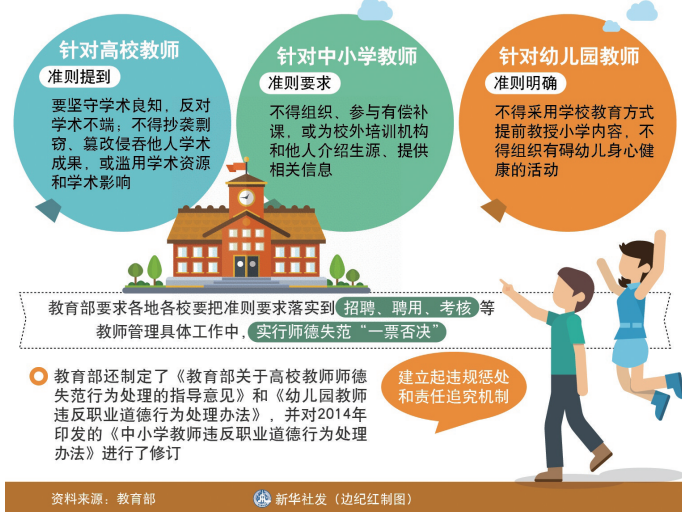 针对高校教师
准则提到
要坚守学术良知，反对
学术不端；不得抄袭剽
窃、篡改侵吞他人学术
成果，或滥用学术资源
和学术影响
针对中小学教师
准则要求
不得组织、参与有偿补
课，或为校外培训机构
和他人介绍生源、提供
相关信息
针对幼儿园教师
准则明确
不得采用学校教育方式
提前教授小学内容，不
得组织有碍幼儿身心健
康的活动
教育部要求各地各校要把准则要求落实到 招聘、聘用、考核 等
教师管理具体工作中，实行师德失范“一票否决”
教育部还制定了《教育部关于高校教师师德
失范行为处理的指导意见》和《幼儿园教师
违反职业道德行为处理办法》，并对2014年
印发的《中小学教师违反职业道德行为处理
办法》进行了修订
建立起违规惩处
和责任追究机制
资料来源：教育部
新华社发（边纪红制图）